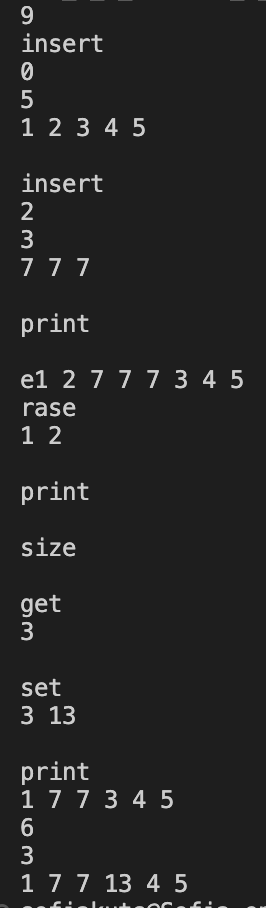 9
insert
0
5
1 2 3 4 5
insert
2
3
7 7 7
print
e1 2 7 7 7 3 4 5
rase
1 2
print
size
get
3
set
3 13
print
1 7 7 3 4 5
6
3
1 7 7 13 4 5